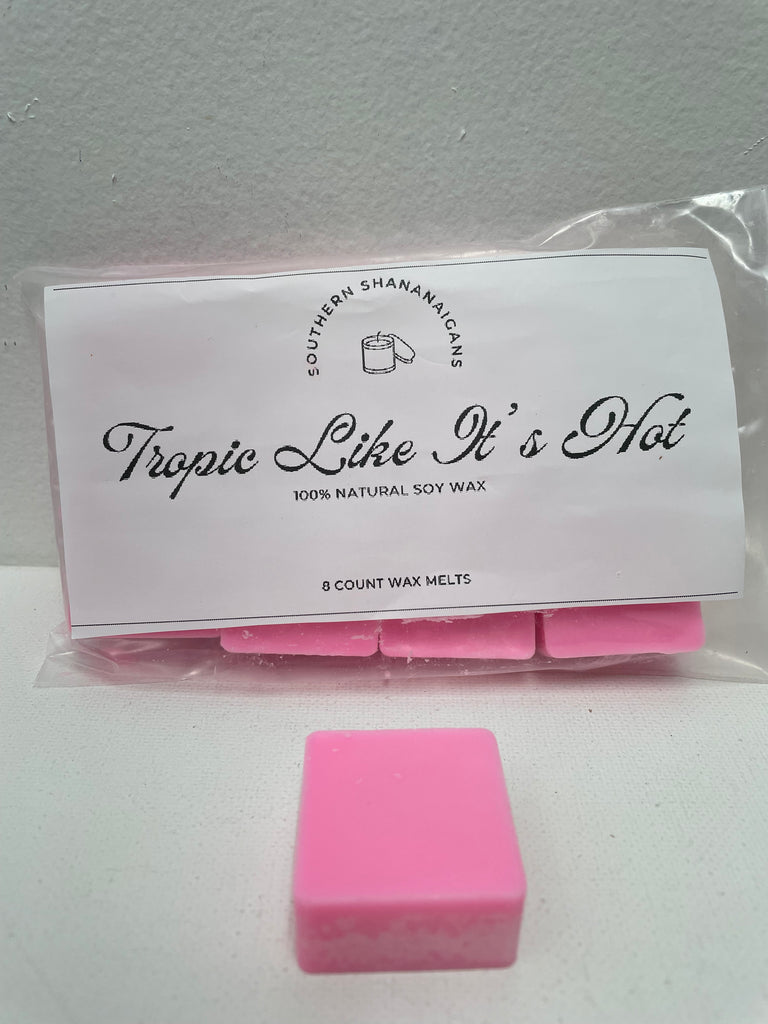 SOUTHERN SHANANAIGANS
Tropic Like It's Hot
100% NATURAL SOY WAX
8 COUNT WAX MELTS